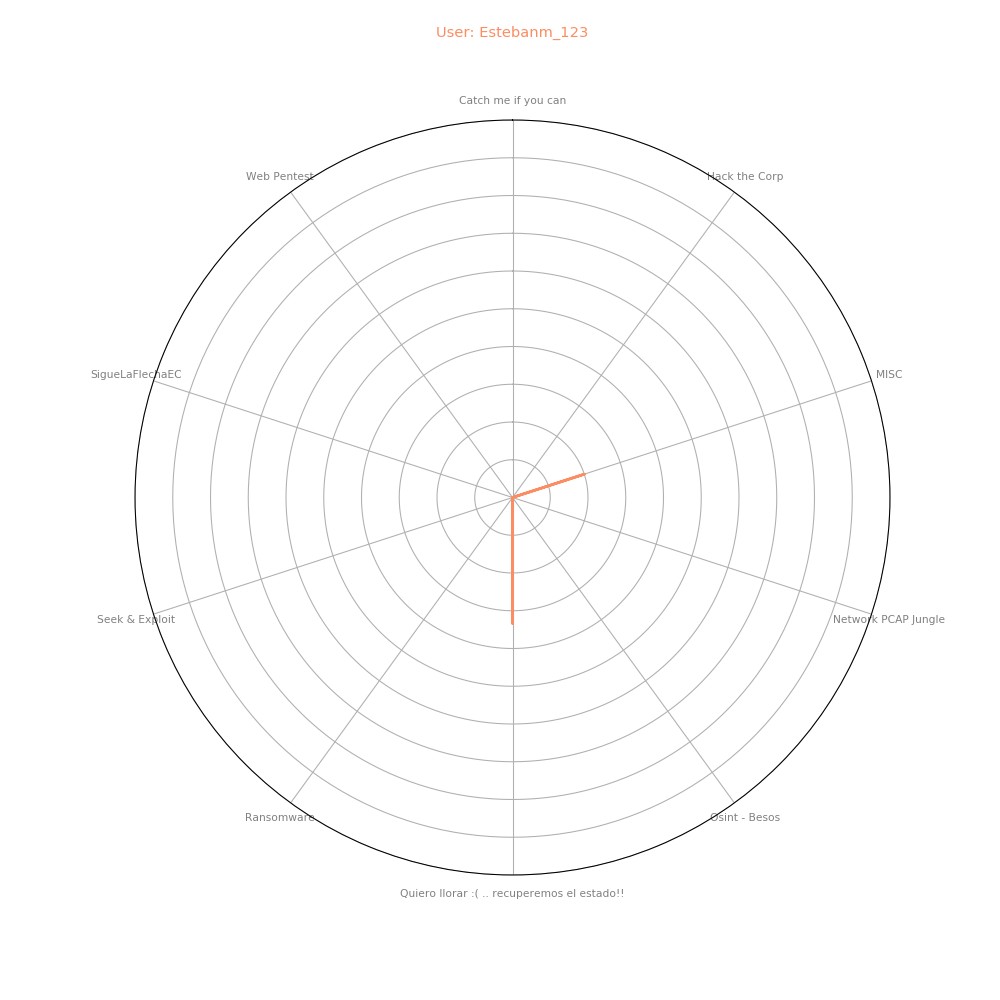 User: Estebanm_123
Catch me if you can
Web Pentest
Hack the Corp
SigueLaFlechaEC
MISC
Seek & Exploit
Network PCAP Jungle
Ransomware
Osint - Besos
Quiero llorar :( .. recuperemos el estado!!